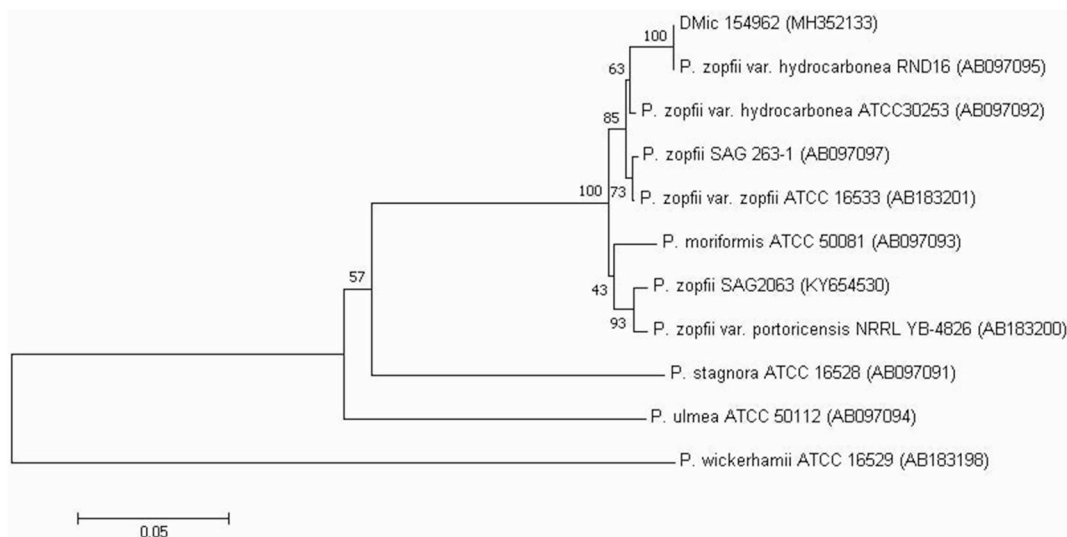 DMic 154962 (MH352133)
100
P. zopfii var. hydrocarbonea RND16 (AB097095)
63
P. zopfii var. hydrocarbonea ATCC30253 (AB097092)
85
P. zopfii SAG 263-1 (AB097097)
100 73
P. zopfii var. zopfii ATCC 16533 (AB183201)
P. moriformis ATCC 50081 (AB097093)
57
43
P. zopfii SAG2063 (KY654530)
93
P. zopfii var. portoricensis NRRL YB-4826 (AB183200)
P. stagnora ATCC 16528 (AB097091)
P. ulmea ATCC 50112 (AB097094)
P. wickerhamii ATCC 16529 (AB183198)
0.05